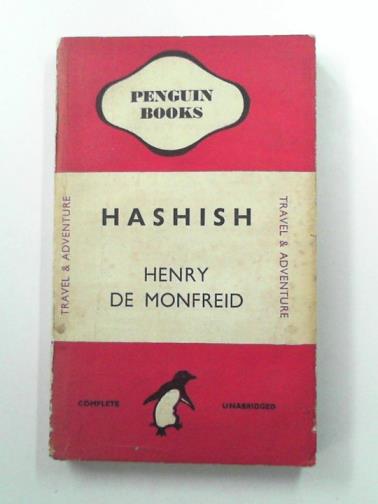 PENGUIN
BOOKS
TRAVEL & ADVENTURE
HASHISH
HENRY
DE MONFREID
TRAVEL & ADVENTURE
COMPLETE
UNABRIDGED